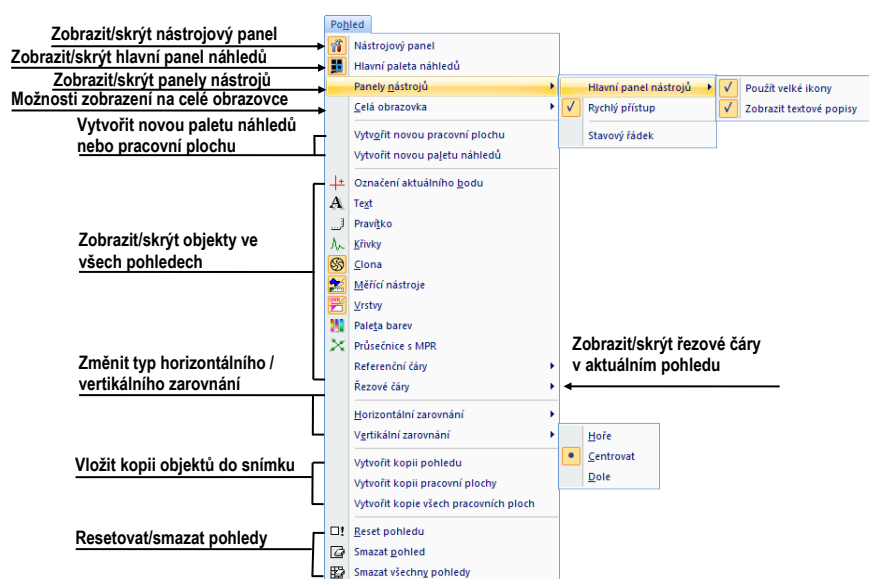 Pohled
Zobrazit/skrýt nástrojový panel
Nástrojový panel
Zobrazit/skrýt hlavní panel náhledů
Hlavní paleta náhledů
Zobrazit/skrýt panely nástrojů
Panely nástrojů
Hlavní panel nástrojů
Použít velké ikony
Možnosti zobrazení na celé obrazovce
Celá obrazovka
Rychlý přístup
Zobrazit textové popisy
Vytvořit novou paletu náhledů
nebo pracovní plochu
Vytvořit novou pracovní plochu
Stavový řádek
Vytvořit novou paletu náhledů
Označení aktuálního bodu
Text
Pravítko
Zobrazit/skrýt objekty ve
všech pohledech
Křivky
Clona
Měřící nástroje
Vrstvy
Paleta barev
Průsečnice s MPR
Zobrazit/skrýt řezové čáry
v aktuálním pohledu
Změnit typ horizontálního /
vertikálního zarovnání
Referenční čáry
Řezové čáry
Horizontální zarovnání
Vertikální zarovnání
Hoře
Centrovat
Dole
Vložit kopii objektů do snímku
Vytvořit kopii pohledu
Vytvořit kopii pracovní plochy
Vytvořit kopie všech pracovních ploch
Resetovat/smazat pohledy
Reset pohledu
Smazat pohled
Smazat všechny pohledy